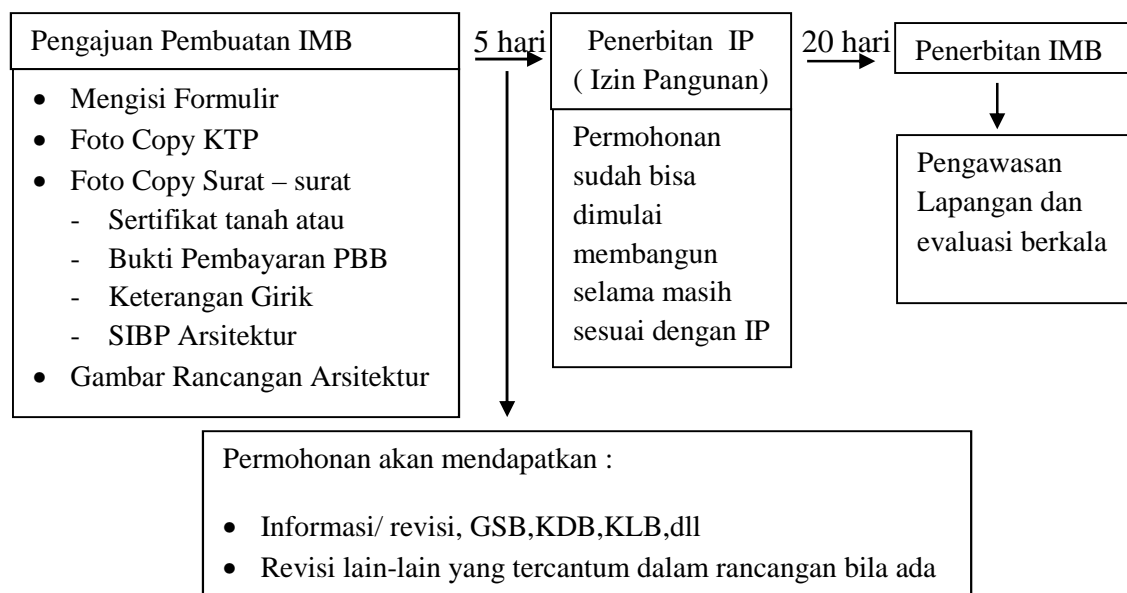 Pengajuan Pembuatan IMB
• Mengisi Formulir
• Foto Copy KTP
• Foto Copy Surat – surat
- Sertifikat tanah atau
- Bukti Pembayaran PBB
- Keterangan Girik
- SIBP Arsitektur
• Gambar Rancangan Arsitektur
5 hari
Penerbitan IP
( Izin Pangunan)
Permohonan
sudah bisa
dimulai
membangun
selama masih
sesuai dengan IP
20 hari
Penerbitan IMB
Pengawasan
Lapangan dan
evaluasi berkala
Permohonan akan mendapatkan :
• Informasi/ revisi, GSB,KDB,KLB,dll
• Revisi lain-lain yang tercantum dalam rancangan bila ada